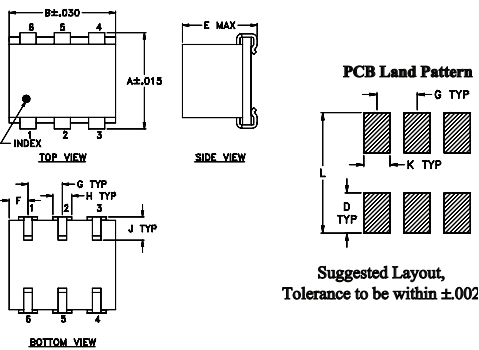 B±.030
E MAX
6 5 4
A±.015
PCB Land Pattern
G TYP
INDEX
1 2 3
TOP VIEW
SIDE VIEW
K TYP
L
D
TYP
G TYP
F
H TYP
1 2 3
J TYP
6 5 4
BOTTOM VIEW
Suggested Layout,
Tolerance to be within ±.002